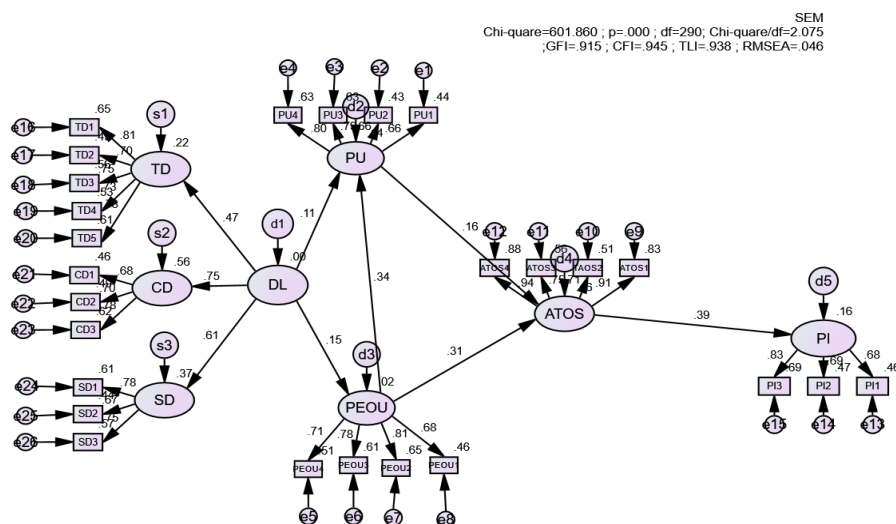 SEM
Chi-quare=601.860 ; p=.000 ; df=290; Chi-quare/df=2.075
;GFI=.915 ; CFI=.945 ; TLI=.938 ; RMSEA=.046
e4 e3 e2 e1
.63 .43 .44
PU4 PU3 d2 PU2 PU1
.80 .66
PU
s1
.65
e16 TD1 .81 .22
e17 TD2 .70
TD
e18 TD3 .75
e19 TD4 .53
e20 TD5 .61
.47 .11 .16 .34
s2 d1
.46 .56 .00
e21 CD1 .68
e22 CD2 .70
CD .75 DL
e23 CD3 .62
.61 .15 .31
e12 e11 e10 e9
.88 .51 .83
ATOS4 ATOS3 d4 TAOS2 ATOS1
.94 .91
ATOS
.39
d5
.16
PI
.83 .69 .69 .47 .68 .46
PI3 PI2 PI1
e15 e14 e13
s3 d3
.61 .37 .02
e24 SD1 .78
e25 SD2 .67
SD
e26 SD3 .75
.57
PEOU
.71 .78 .81 .68
.51 .61 .65 .46
PEOU4 PEOU3 PEOU2 PEOU1
e5 e6 e7 e8